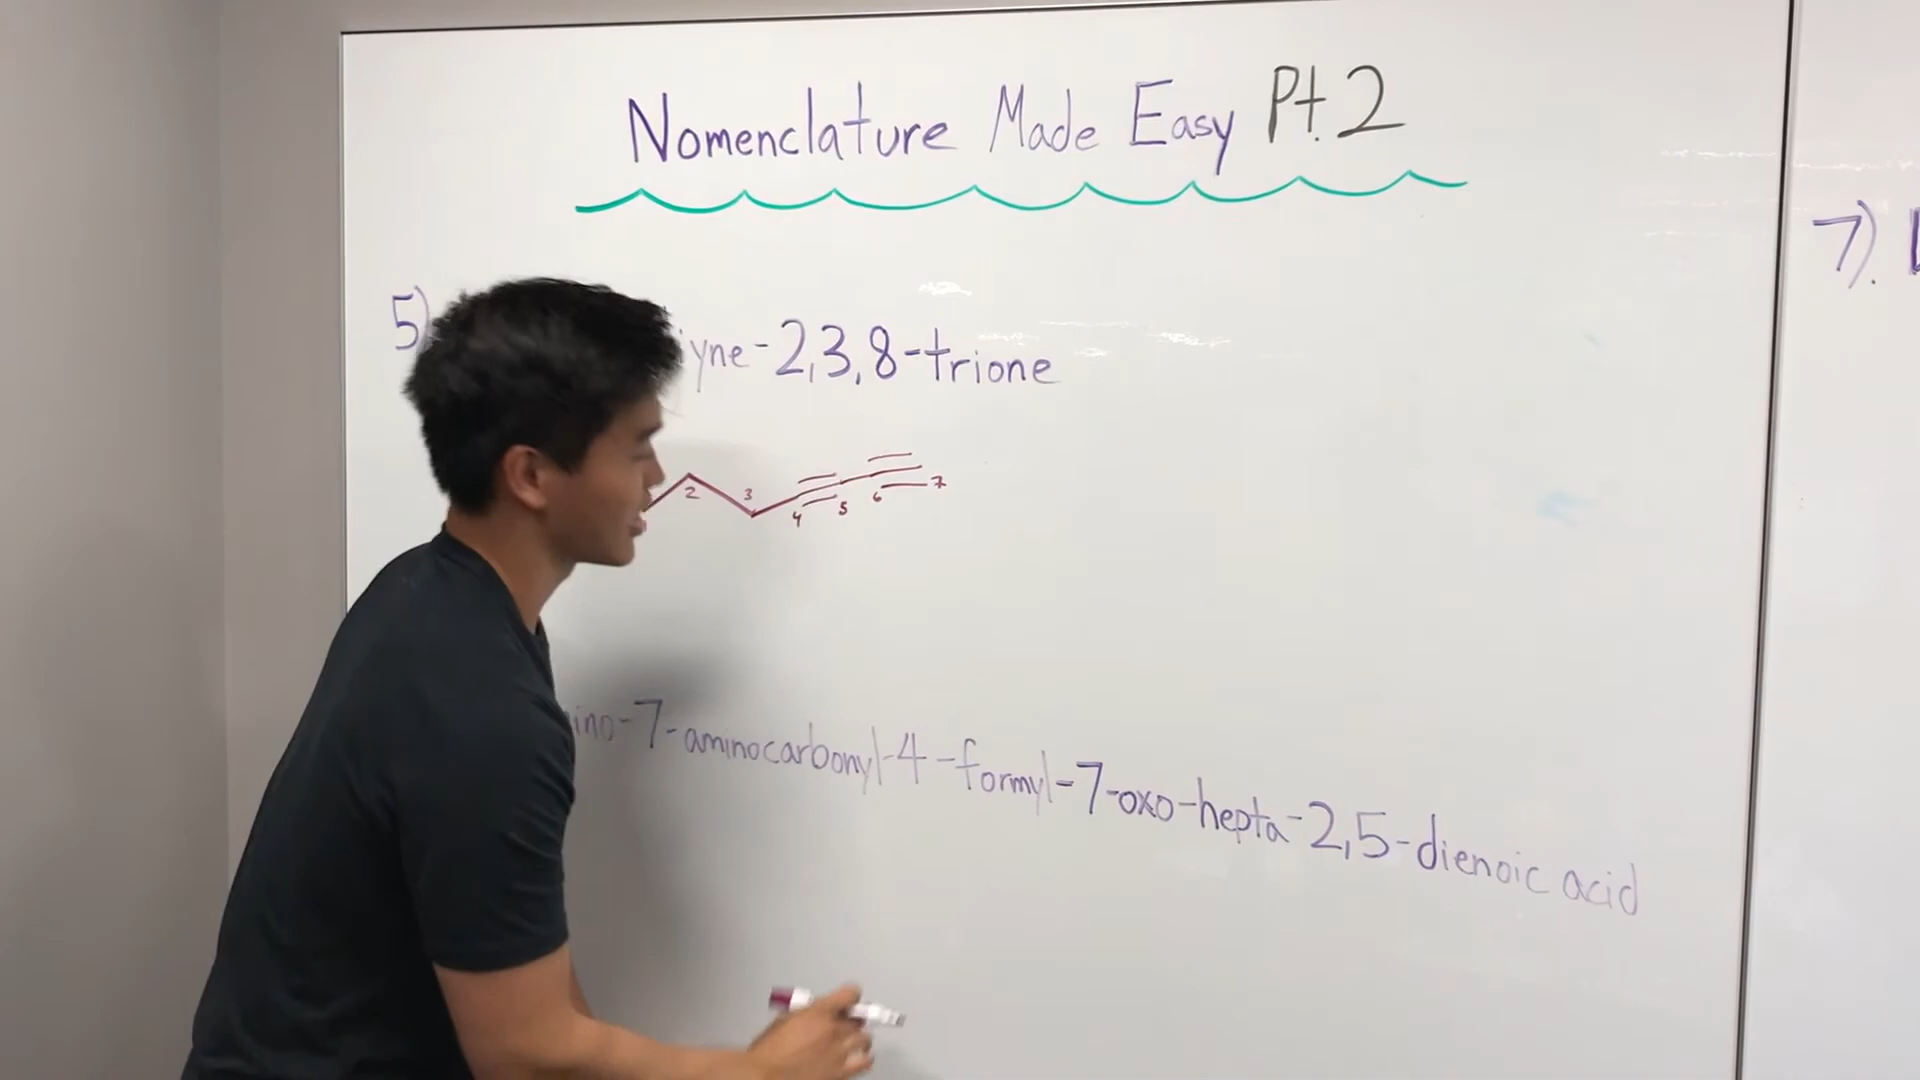 Nomenclature Made Easy Pt. 2
5)
yne-2,3,8-trione
2 3 4 5 6 7
ino-7-aminocarbonyl-4-formyl-7-oxo-hepta-2,5-dienoic acid
7).